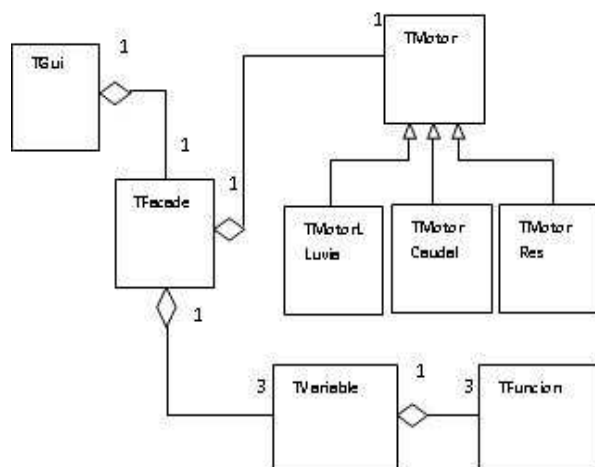 1
TMotor
1
TGui
1
1
TFacade
1
TMotorL
Luvia
TMotor
Caudal
TMotor
Res
1
1
3
TVariable
3
TFuncion